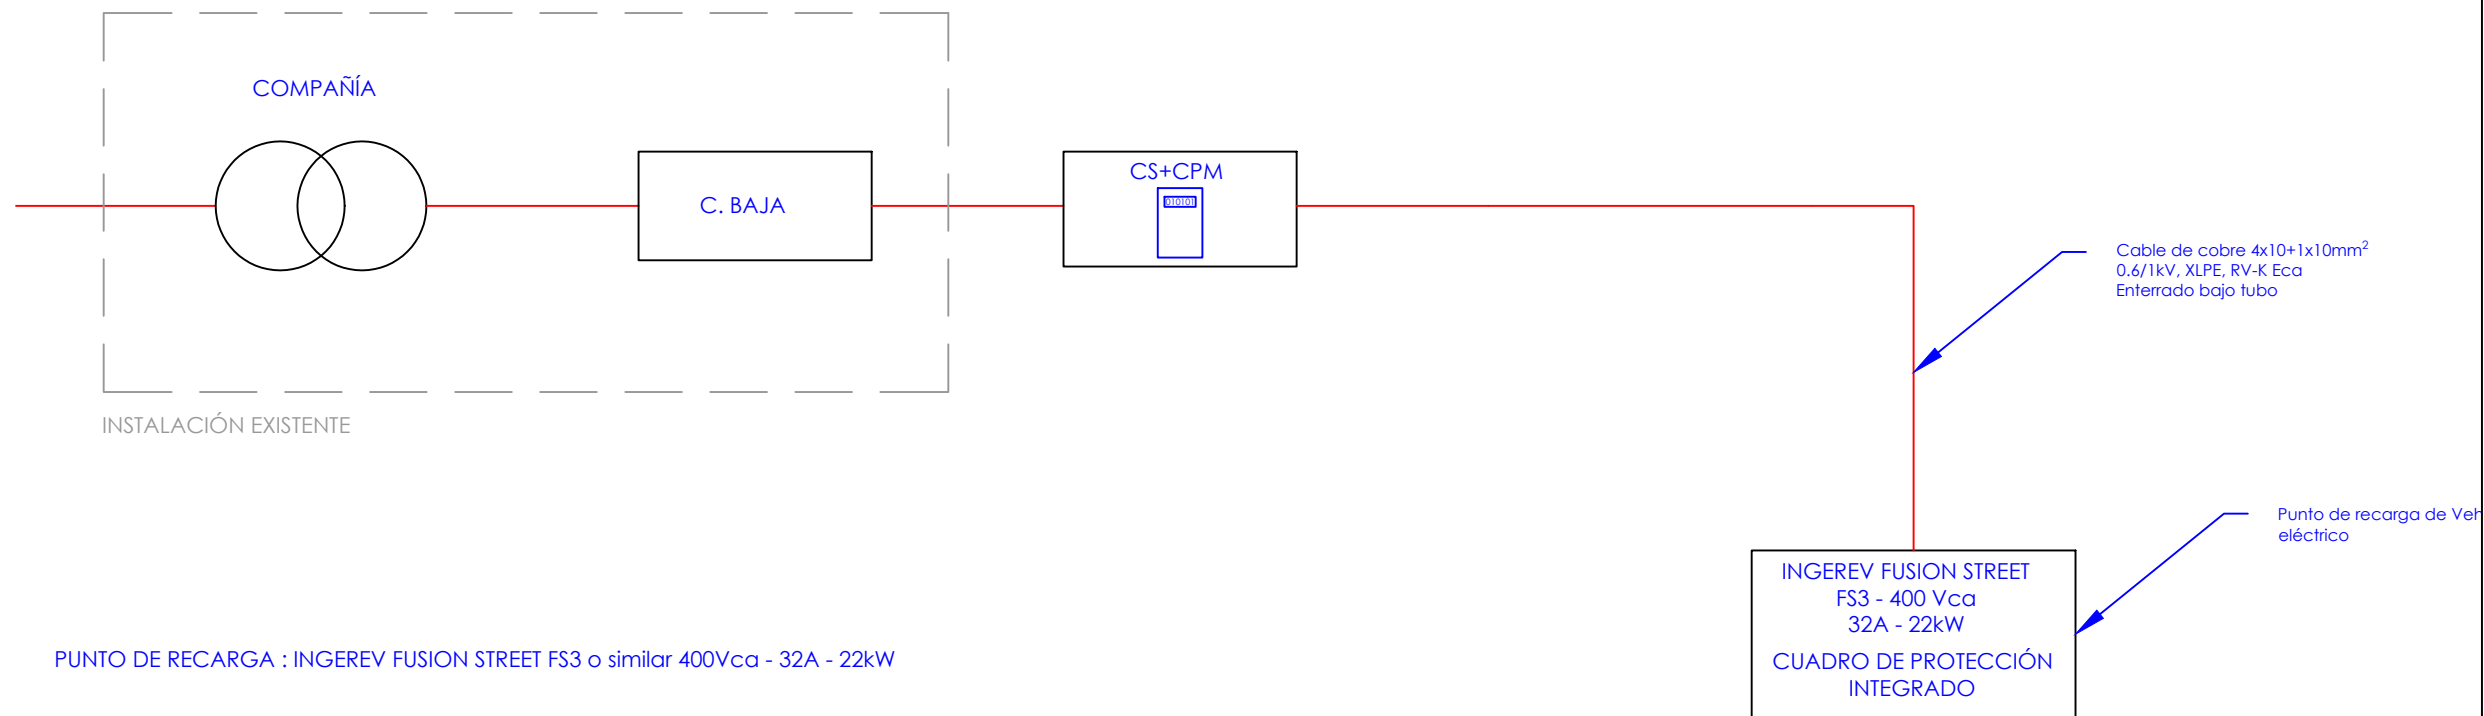 COMPAÑÍA
C. BAJA
CS+CPM
010101
Cable de cobre 4x10+1x10mm²
0.6/1kV, XLPE, RV-K Eca
Enterrado bajo tubo
INSTALACIÓN EXISTENTE
Punto de recarga de Veh
eléctrico
INGEREV FUSION STREET
FS3 - 400 Vca
32A - 22kW
CUADRO DE PROTECCIÓN
INTEGRADO
PUNTO DE RECARGA : INGEREV FUSION STREET FS3 o similar 400Vca - 32A - 22kW